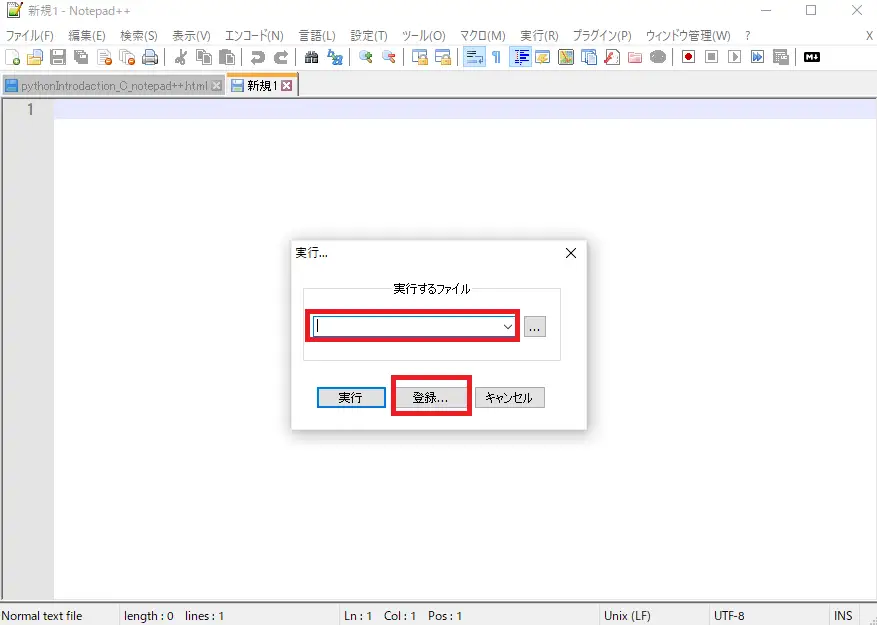 新規1 - Notepad++
ファイル(F) 編集(E) 検索(S) 表示(V) エンコード(N) 言語(L) 設定(T) ツール(O) マクロ(M) 実行(R) プラグイン(P) ウィンドウ管理(W) ? X
pythonIntrodaction_C_notepad++.html 新規1
1
実行...
実行するファイル
...
実行 登録... キャンセル
Normal text file length : 0 lines : 1 Ln : 1 Col : 1 Pos : 1 Unix (LF) UTF-8 INS